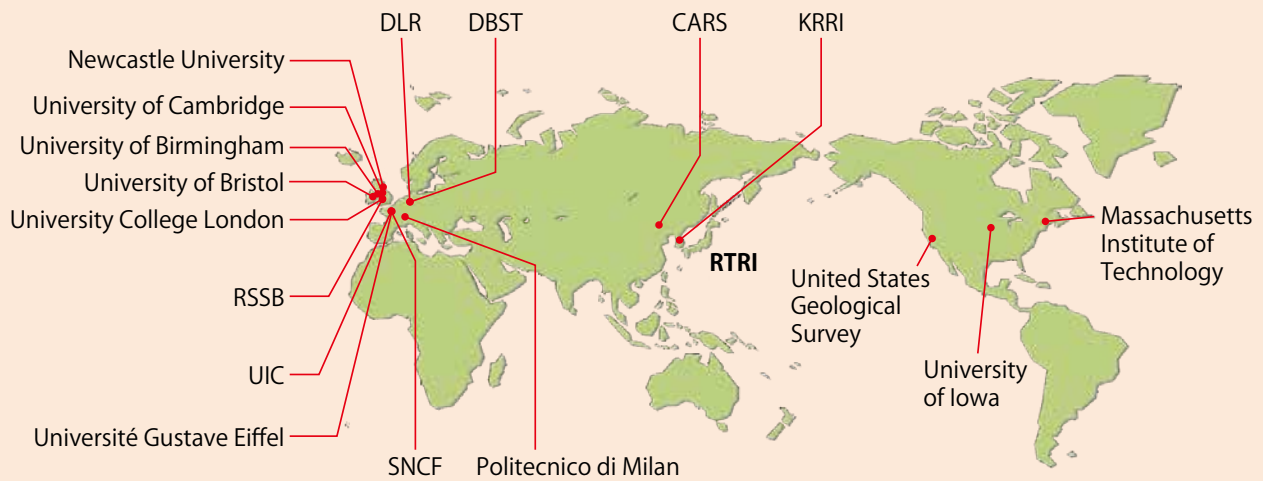 DLR
DBST
CARS
KRRI
Newcastle University
University of Cambridge
University of Birmingham
University of Bristol
University College London
RSSB
UIC
Université Gustave Eiffel
SNCF
Politecnico di Milan
RTRI
United States
Geological
Survey
University
of Iowa
Massachusetts
Institute of
Technology